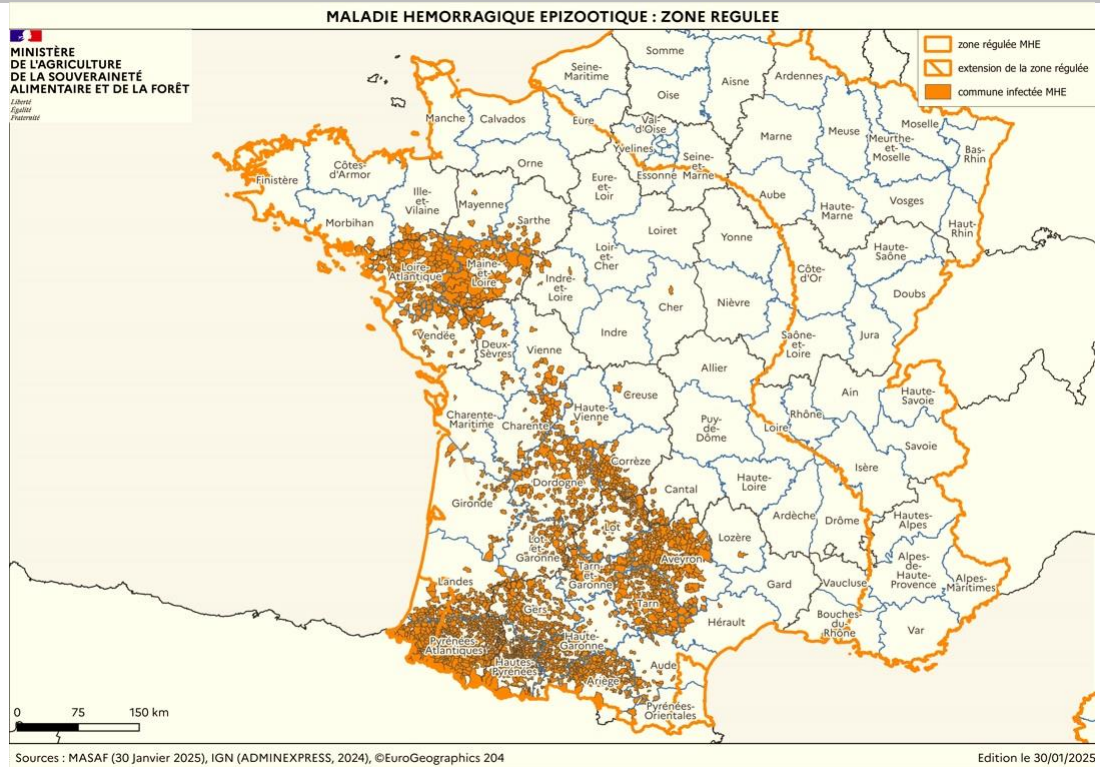 MALADIE HEMORRAGIQUE EPIZOOTIQUE : ZONE REGULEE
MINISTÈRE
DE L'AGRICULTURE
DE LA SOUVERAINETÉ
ALIMENTAIRE ET DE LA FORÊT
Liberté
Égalité
Fraternité
zone régulée MHE
extension de la zone régulée
commune infectée MHE
Somme
Seine-
Maritime
Oise
Aisne
Ardennes
Manche
Calvados
Eure
Val-
d'Oise
Yvelines
Seine-
et-
Marne
Essonne
Marne
Meuse
Moselle
Meurthe-
et-
Moselle
Bas-
Rhin
Finistère
Côtes-
d'Armor
Ille-
et-
Vilaine
Morbihan
Mayenne
Orne
Sarthe
Eure-
et-
Loir
Loiret
Yonne
Aube
Haute-
Marne
Vosges
Haut-
Rhin
Loire-
Atlantique
Maine-
et-
Loire
Indre-
et-
Loire
Loir-
et-
Cher
Cher
Nièvre
Côte-
d'Or
Haute-
Saône
Doubs
Vendée
Deux-
Sèvres
Vienne
Indre
Allier
Saône-
et-
Loire
Jura
Charente-
Maritime
Charente
Haute-
Vienne
Creuse
Puy-
de-
Dôme
Loire
Rhône
Ain
Haute-
Savoie
Savoie
Isère
Corrèze
Dordogne
Gironde
Cantal
Haute-
Loire
Ardèche
Drôme
Hautes-
Alpes
Lot
Lot-
et-
Garonne
Tarn-
et-
Garonne
Aveyron
Lozère
Gard
Vaucluse
Alpes-
de-
Haute-
Provence
Alpes-
Maritimes
Landes
Gers
Tarn
Hérault
Bouches-
du-
Rhône
Var
Pyrénées-
Atlantiques
Hautes-
Pyrénées
Haute-
Garonne
Ariège
Aude
Pyrénées-
Orientales
0 75 150 km
Sources : MASAF (30 Janvier 2025), IGN (ADMINEXPRESS, 2024), ©EuroGeographics 204
Edition le 30/01/2025